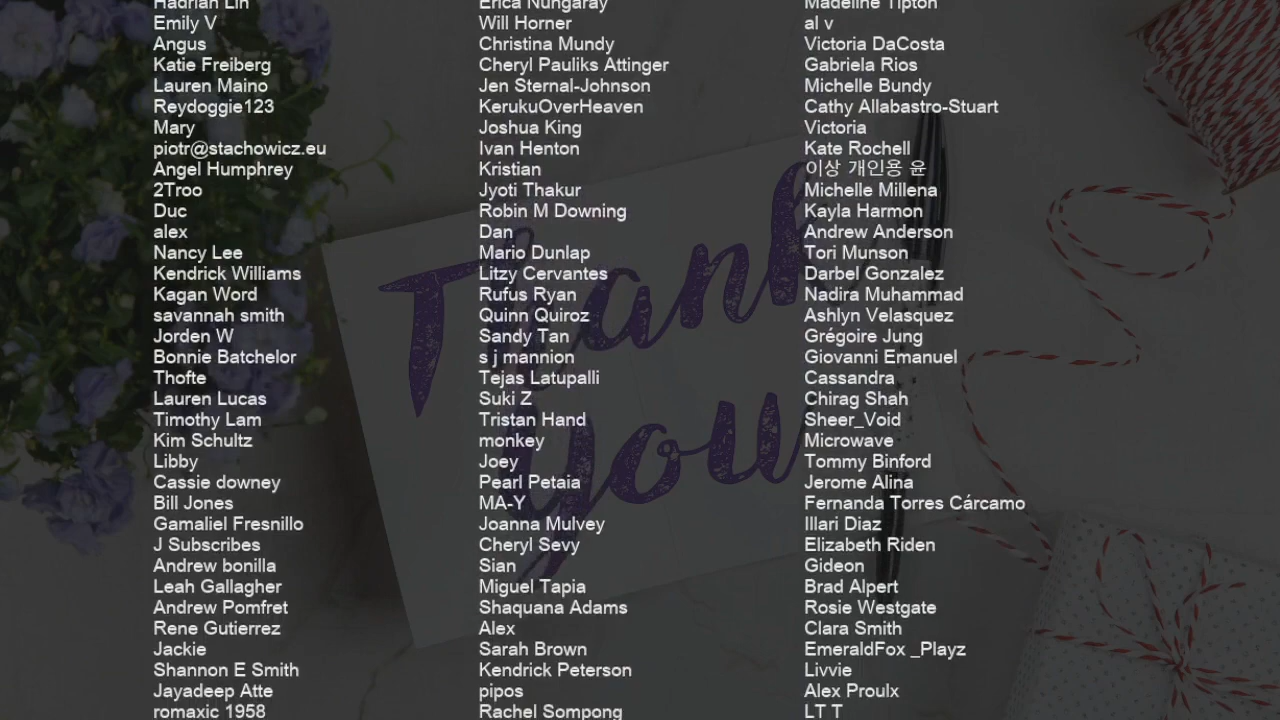 Hadrian Lin
Emily V
Angus
Katie Freiberg
Lauren Maino
Reydoggie123
Mary
piotr@stachowicz.eu
Angel Humphrey
2Troo
Duc
alex
Nancy Lee
Kendrick Williams
Kagan Word
savannah smith
Jorden W
Bonnie Batchelor
Thofte
Lauren Lucas
Timothy Lam
Kim Schultz
Libby
Cassie downey
Bill Jones
Gamaliel Fresnillo
J Subscribes
Andrew bonilla
Leah Gallagher
Andrew Pomfret
Rene Gutierrez
Jackie
Shannon E Smith
Jayadeep Atte
romaxic 1958
Erica Nungaray
Will Horner
Christina Mundy
Cheryl Pauliks Attinger
Jen Sternal-Johnson
KerukuOverHeaven
Joshua King
Ivan Henton
Kristian
Jyoti Thakur
Robin M Downing
Dan
Mario Dunlap
Litzy Cervantes
Rufus Ryan
Quinn Quiroz
Sandy Tan
s j mannion
Tejas Latupalli
Suki Z
Tristan Hand
monkey
Joey
Pearl Petaia
MA-Y
Joanna Mulvey
Cheryl Sevy
Sian
Miguel Tapia
Shaquana Adams
Alex
Sarah Brown
Kendrick Peterson
pipos
Rachel Sompong
Madeline Tipton
al v
Victoria DaCosta
Gabriela Rios
Michelle Bundy
Cathy Allabastro-Stuart
Victoria
Kate Rochell
이상 개인용 윤
Michelle Millena
Kayla Harmon
Andrew Anderson
Tori Munson
Darbel Gonzalez
Nadira Muhammad
Ashlyn Velasquez
Grégoire Jung
Giovanni Emanuel
Cassandra
Chirag Shah
Sheer_Void
Microwave
Tommy Binford
Jerome Alina
Fernanda Torres Cárcamo
Illari Diaz
Elizabeth Riden
Gideon
Brad Alpert
Rosie Westgate
Clara Smith
EmeraldFox _Playz
Livvie
Alex Proulx
LT T
Thank
you